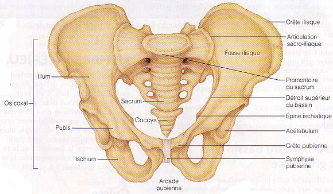 Crête iliaque
Articulation
sacro-iliaque
Fosse iliaque
Ilium
Promontoire
du sacrum
Os coxal
Sacrum
Détroit supérieur
du bassin
Coccyx
Epine ischiatique
Pubis
Acétabulum
Crête pubienne
Ischium
Symphyse
pubienne
Arcade
pubienne